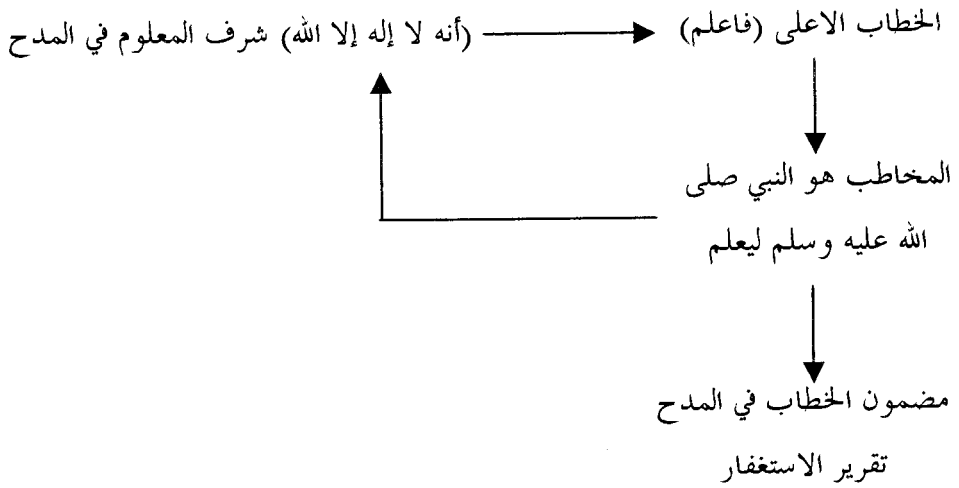 الخطاب الاعلى (فاعلم)
(أنه لا إله إلا الله) شرف المعلوم في المدح
المخاطب هو النبي صلى
الله عليه وسلم ليعلم
مضمون الخطاب في المدح
تقرير الاستغفار